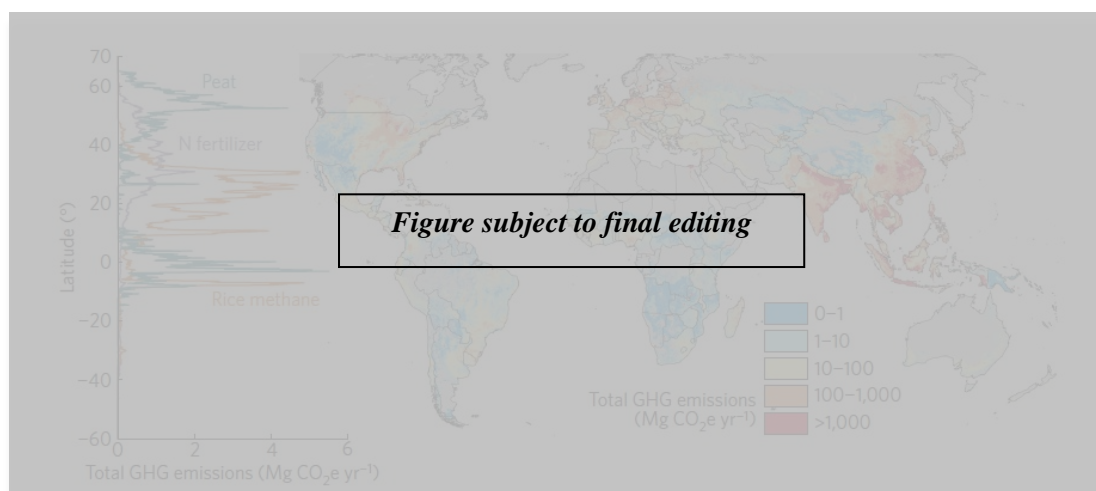 70
60
40
20
0
−20
−40
−60
Latitude (°)
Peat
N fertilizer
Rice methane
0 2 4 6
Total GHG emissions (Mg CO₂e yr⁻¹)
Figure subject to final editing
Total GHG emissions
(Mg CO₂e yr⁻¹)
0–1
1–10
10–100
100–1,000
>1,000